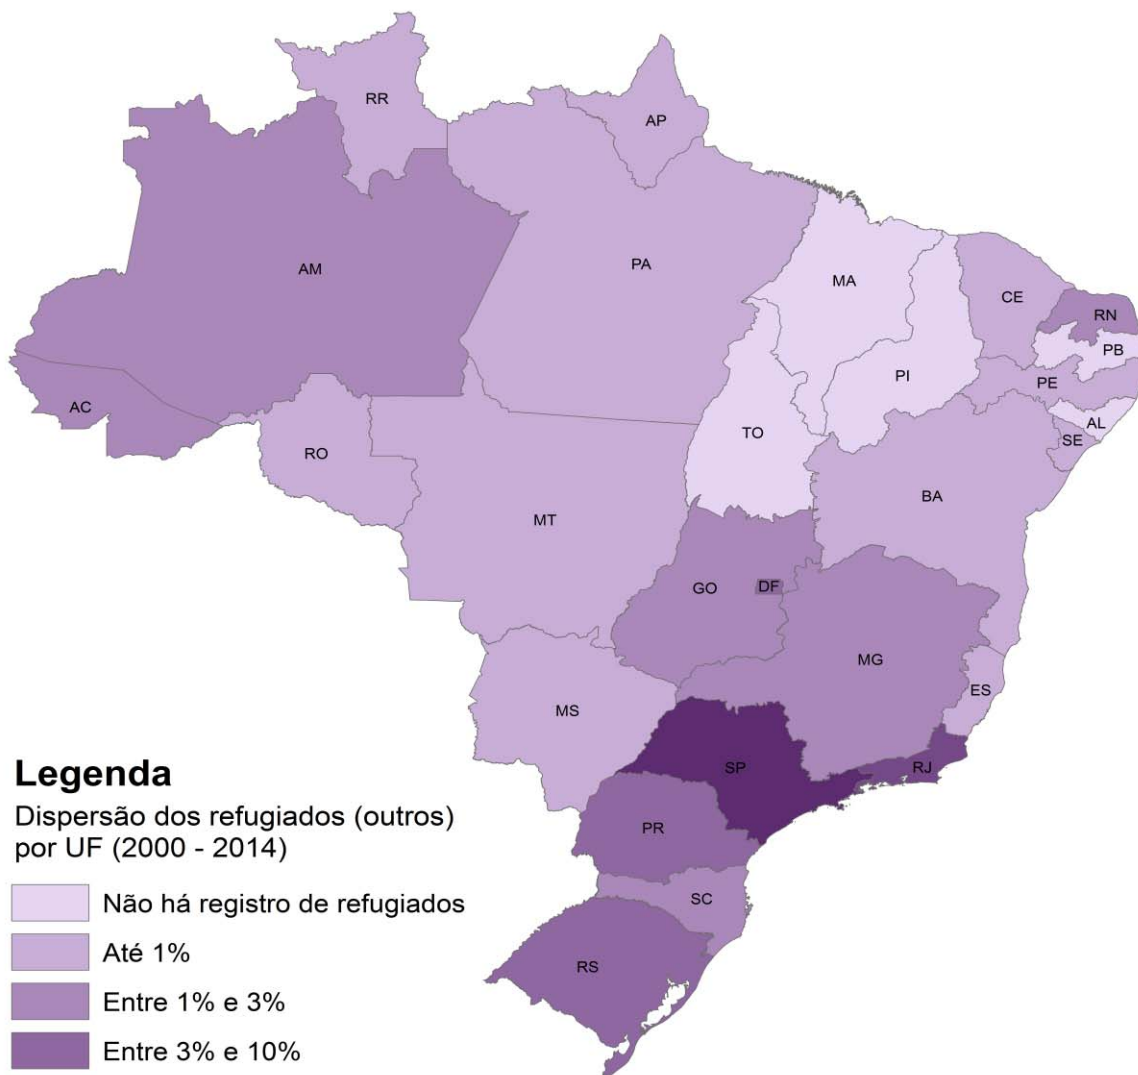 RR
AP
AM
PA
MA
CE
RN
PB
PI
PE
AC
TO
AL
SE
RO
BA
MT
GO
DF
MG
ES
MS
SP
RJ
PR
SC
RS
Legenda
Dispersão dos refugiados (outros)
por UF (2000 - 2014)
Não há registro de refugiados
Até 1%
Entre 1% e 3%
Entre 3% e 10%